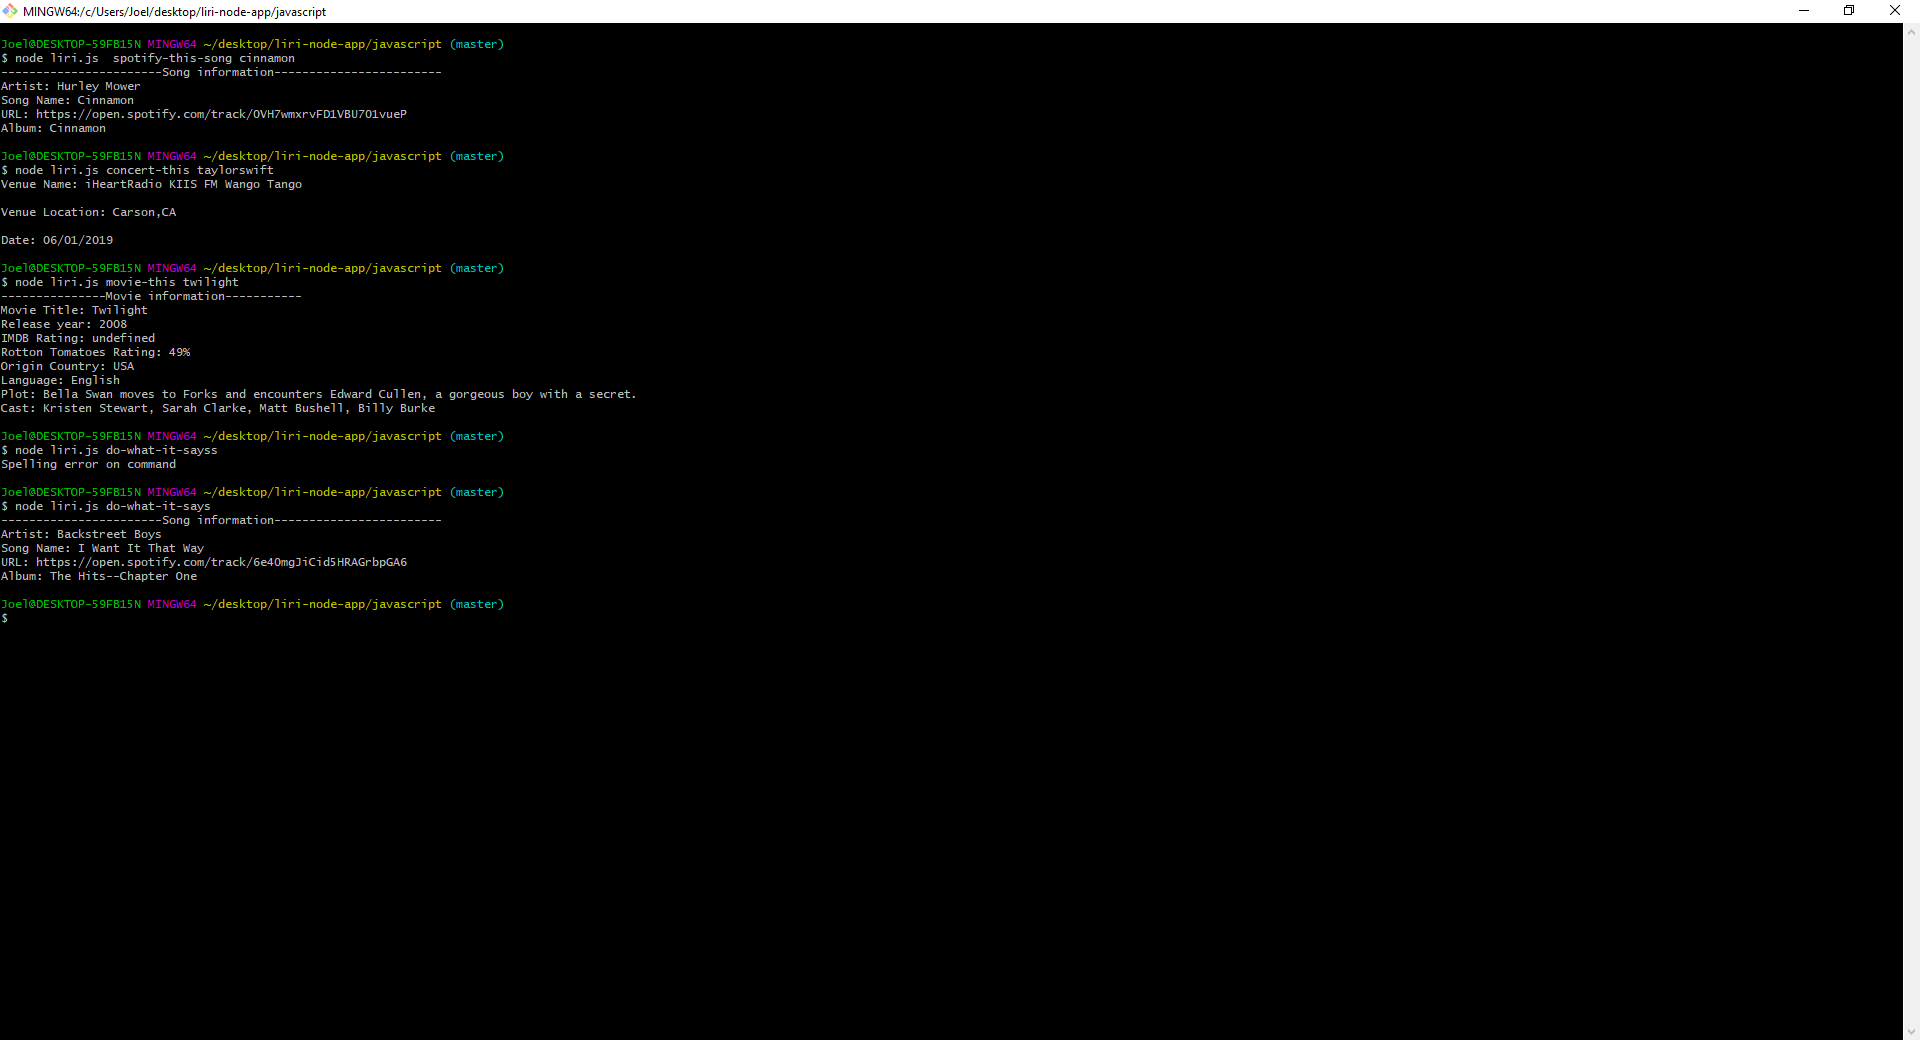 MINGW64:/c/Users/Joel/desktop/liri-node-app/javascript
Joel@DESKTOP-59FB15N MINGW64 ~/desktop/liri-node-app/javascript (master)
$ node liri.js  spotify-this-song cinnamon
-----------------------Song information------------------------
Artist: Hurley Mower
Song Name: Cinnamon
URL: https://open.spotify.com/track/0VH7wmxrvFD1VBU7O1vueP
Album: Cinnamon
Joel@DESKTOP-59FB15N MINGW64 ~/desktop/liri-node-app/javascript (master)
$ node liri.js concert-this taylorswift
Venue Name: iHeartRadio KIIS FM Wango Tango
Venue Location: Carson,CA
Date: 06/01/2019
Joel@DESKTOP-59FB15N MINGW64 ~/desktop/liri-node-app/javascript (master)
$ node liri.js movie-this twilight
---------------Movie information-----------
Movie Title: Twilight
Release year: 2008
IMDB Rating: undefined
Rotton Tomatoes Rating: 49%
Origin Country: USA
Language: English
Plot: Bella Swan moves to Forks and encounters Edward Cullen, a gorgeous boy with a secret.
Cast: Kristen Stewart, Sarah Clarke, Matt Bushell, Billy Burke
Joel@DESKTOP-59FB15N MINGW64 ~/desktop/liri-node-app/javascript (master)
$ node liri.js do-what-it-sayss
Spelling error on command
Joel@DESKTOP-59FB15N MINGW64 ~/desktop/liri-node-app/javascript (master)
$ node liri.js do-what-it-says
-----------------------Song information------------------------
Artist: Backstreet Boys
Song Name: I Want It That Way
URL: https://open.spotify.com/track/6e40mgJiCid5HRAGrbpGA6
Album: The Hits--Chapter One
Joel@DESKTOP-59FB15N MINGW64 ~/desktop/liri-node-app/javascript (master)
$